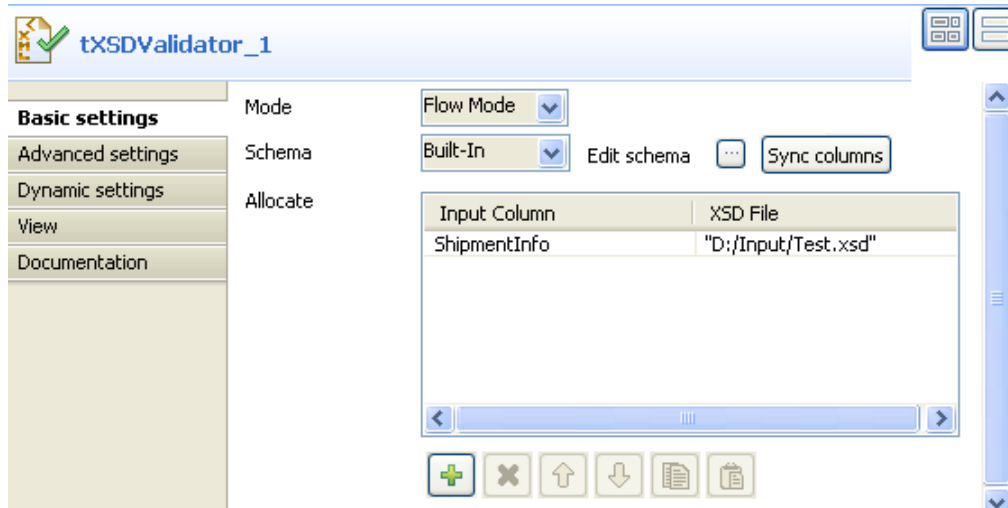 tXSDValidator_1
Basic settings
Advanced settings
Dynamic settings
View
Documentation
Mode
Flow Mode
Schema
Built-In
Edit schema
...
Sync columns
Allocate
Input Column
XSD File
ShipmentInfo
"D:/Input/Test.xsd"